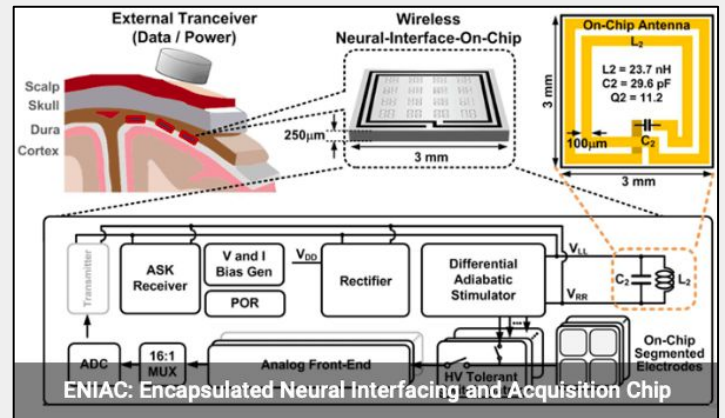 External Tranceiver
(Data / Power)
Scalp
Skull
Dura
Cortex
Wireless
Neural-Interface-On-Chip
250μm
3 mm
On-Chip Antenna
L2
L2 = 23.7 nH
C2 = 29.6 pF
Q2 = 11.2
3 mm
100μm
C2
3 mm
Transmitter
ASK
Receiver
V and I
Bias Gen
POR
VDD
Rectifier
Differential
Adiabatic
Stimulator
VLL
VRR
C2
L2
ADC
16:1
MUX
Analog Front-End
HV Tolerant
On-Chip
Segmented
Electrodes
ENIAC: Encapsulated Neural Interfacing and Acquisition Chip